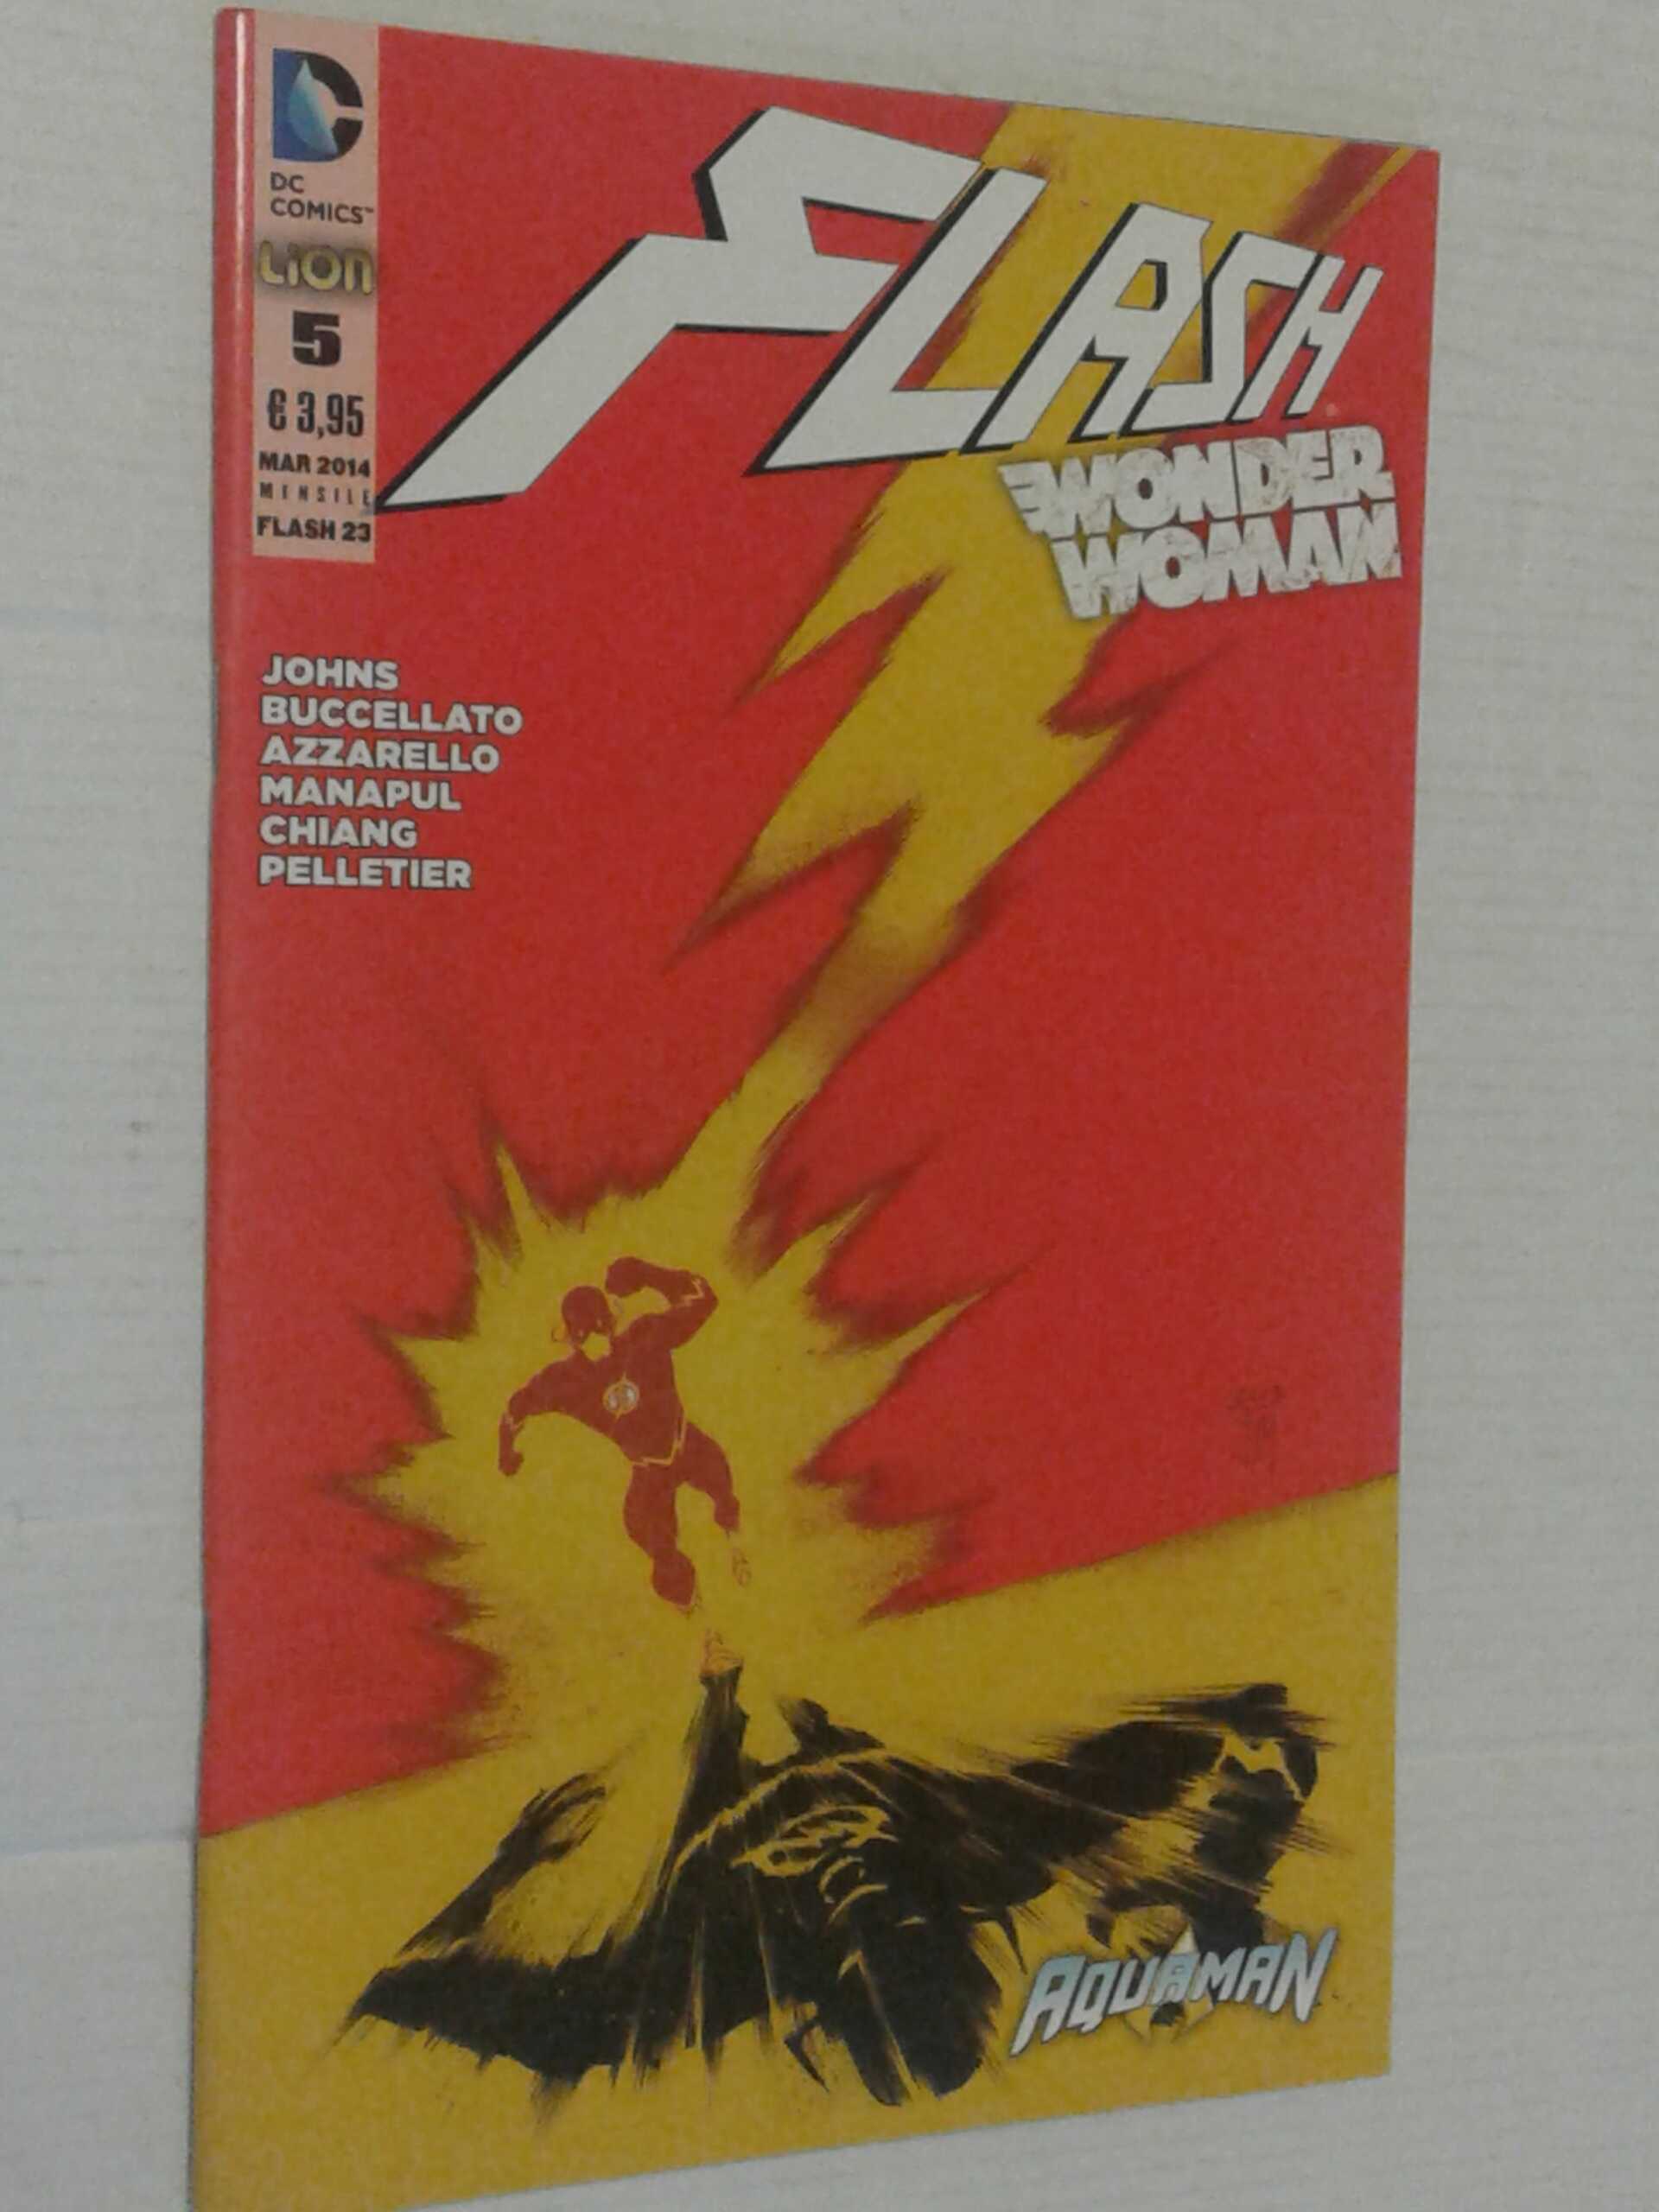 DC
COMICS™
LION
5
€ 3,95
MAR 2014
MENSILE
FLASH 23
FLASH
WONDER
WOMAN
JOHNS
BUCCELLATO
AZZARELLO
MANAPUL
CHIANG
PELLETIER
AQUAMAN